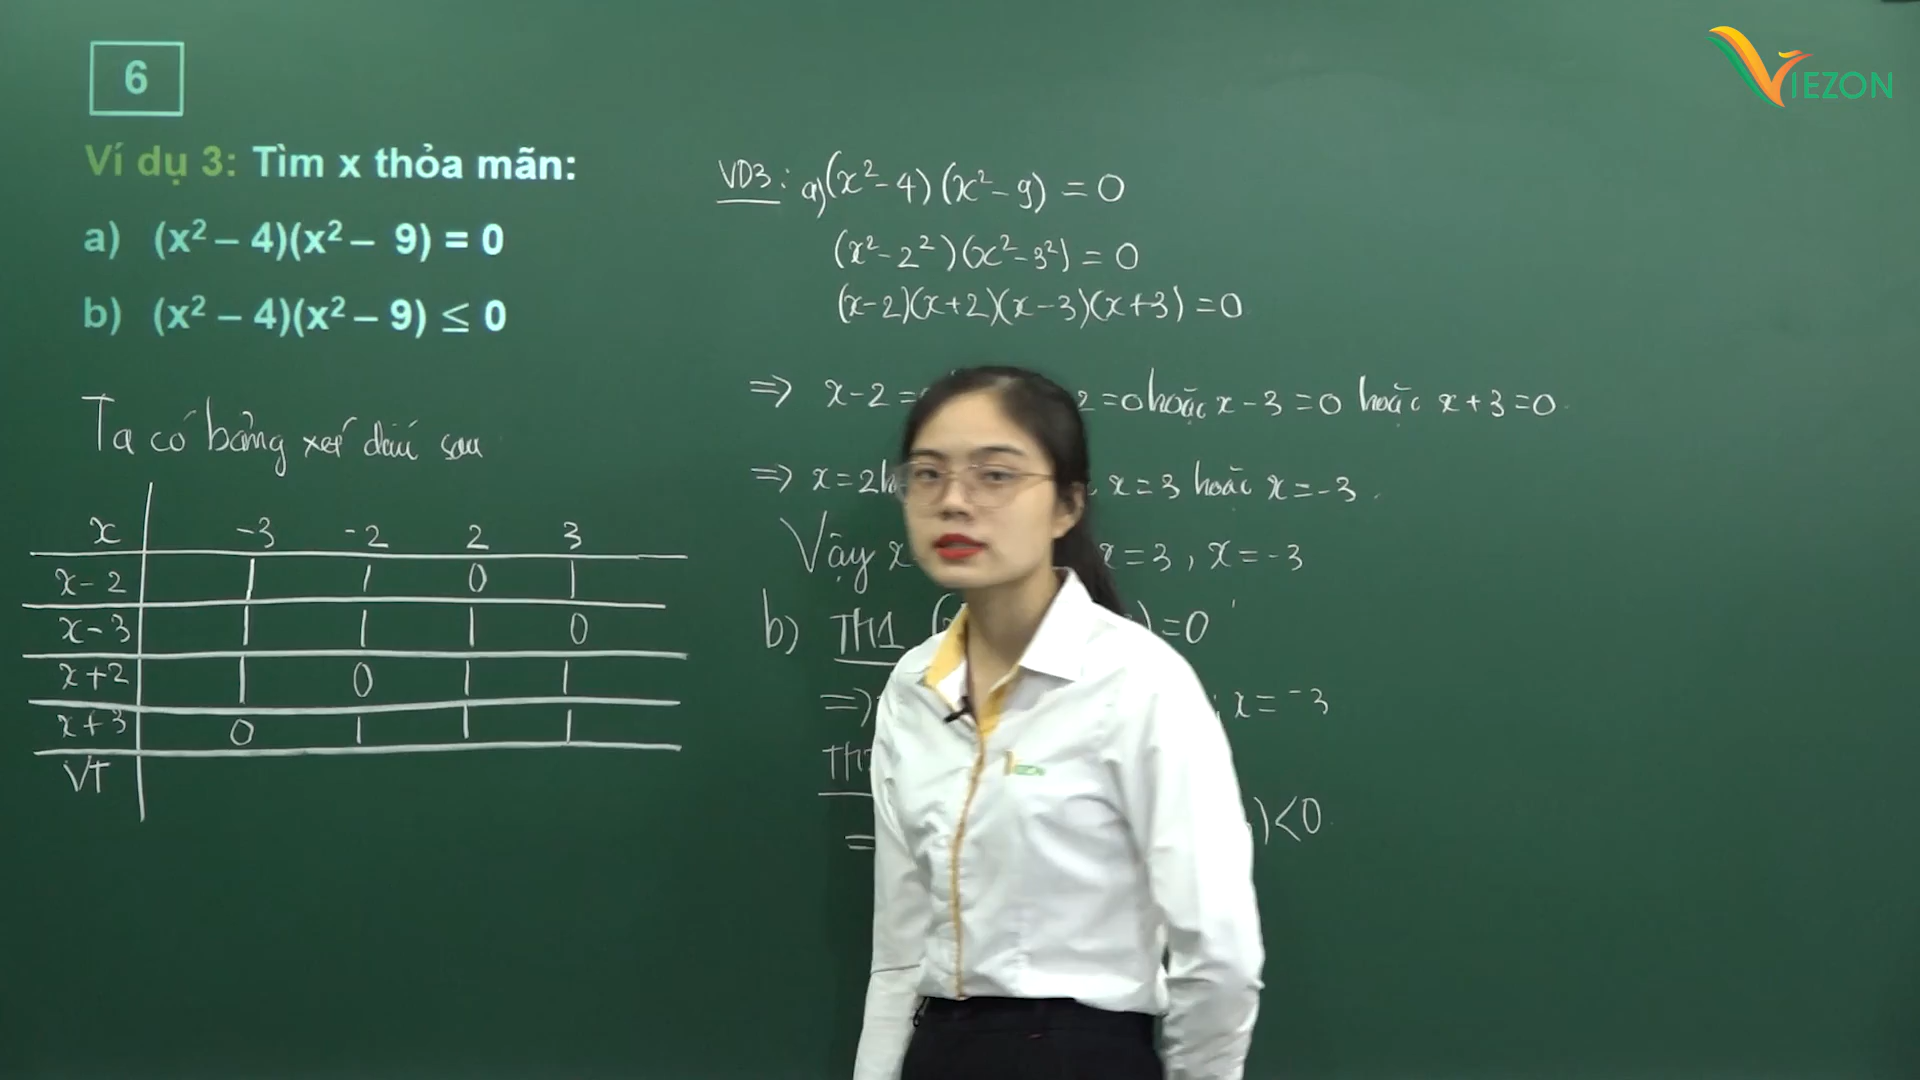 6
VIEZON
Ví dụ 3: Tìm x thỏa mãn:
a) (x² – 4)(x² – 9) = 0
b) (x² – 4)(x² – 9) ≤ 0
Ta có bảng xét dấu sau
x -3 -2 2 3
x-2 | | 0 |
x-3 | | | 0
x+2 | 0 | |
x+3 0 | | |
VT
VD3: a) (x²-4)(x²-9) = 0
(x²-2²)(x²-3²) = 0
(x-2)(x+2)(x-3)(x+3) = 0
=> x-2 = 2 = 0 hoặc x-3 = 0 hoặc x+3 = 0
=> x=2 x=3 hoặc x=-3.
Vậy x x=3, x=-3
b) TH1 ( ) = 0
=> ; x = -3
TH
= ) < 0